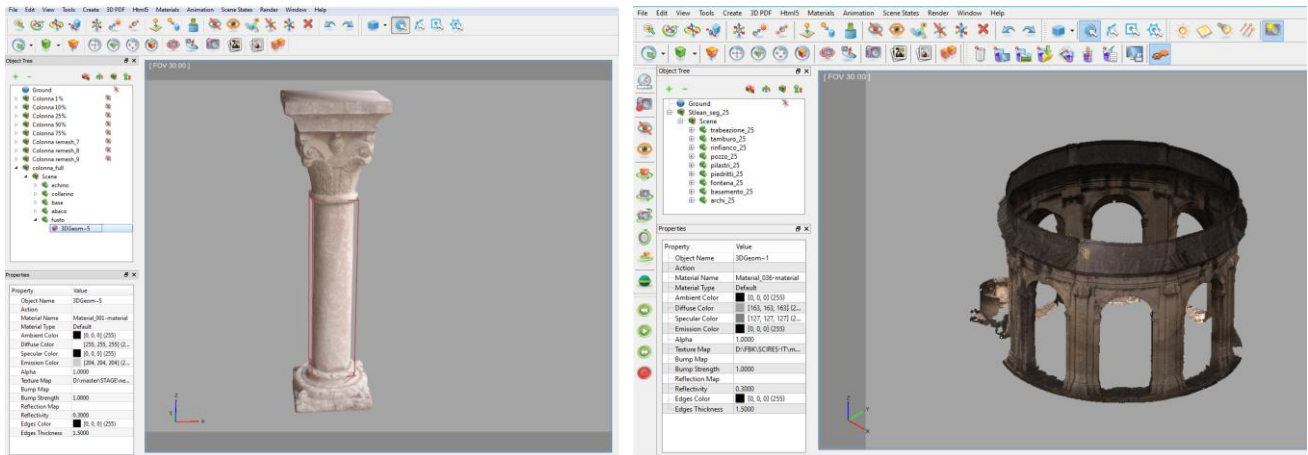 File Edit View Tools Create 3D PDF Html5 Materials Animation Scene States Render Window Help
Object Tree
Ground
Colonna 1%
Colonna 10%
Colonna 25%
Colonna 50%
Colonna 75%
Colonna remesh_7
Colonna remesh_8
Colonna remesh_9
colonna_full
Scene
echino
collarino
base
abaco
fusto
3DGeom~5
Properties
Property Value
Object Name 3DGeom~5
Action
Material Name Material_001-material
Material Type Default
Ambient Color [0, 0, 0] (255)
Diffuse Color [255, 255, 255] (2...
Specular Color [0, 0, 0] (255)
Emission Color [204, 204, 204] (2...
Alpha 1.0000
Texture Map D:\master\STAGE\ne...
Bump Map
Bump Strength 1.0000
Reflection Map
Reflectivity 0.3000
Edges Color [0, 0, 0] (255)
Edges Thickness 1.5000
[ FOV 30.00 ]
Z
Y
X
File Edit View Tools Create 3D PDF Html5 Materials Animation Scene States Render Window Help
Object Tree
Ground
Scene
trabeazione_25
tamburo_25
rinfianco_25
pozzo_25
pilastri_25
piedritti_25
fontana_25
basamento_25
archi_25
Properties
Property Value
Object Name 3DGeom~1
Action
Material Name Material_036-material
Material Type Default
Ambient Color [0, 0, 0] (255)
Diffuse Color [163, 163, 163] (2...
Specular Color [127, 127, 127] (2...
Emission Color [0, 0, 0] (255)
Alpha 1.0000
Texture Map D:\FBK\SCIRES-IT\m...
Bump Map
Bump Strength 1.0000
Reflection Map
Reflectivity 0.3000
Edges Color [0, 0, 0] (255)
Edges Thickness 1.5000
[ FOV 30.00 ]
Z
Y
X